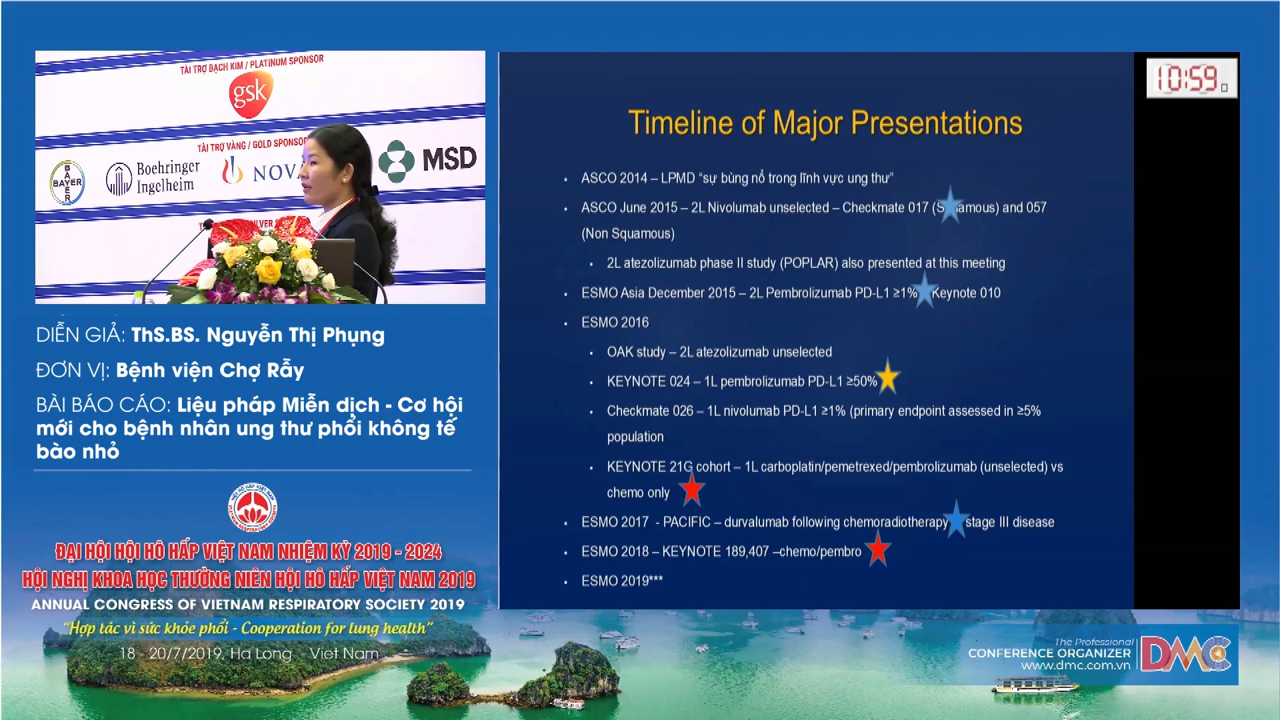 TÀI TRỢ BẠCH KIM / PLATINUM SPONSOR
gsk
TÀI TRỢ VÀNG / GOLD SPONSOR
BAYER
BAYER
Boehringer
Ingelheim
MSD
DIỄN GIẢ: ThS.BS. Nguyễn Thị Phụng
ĐƠN VỊ: Bệnh viện Chợ Rẫy
BÀI BÁO CÁO: Liệu pháp Miễn dịch - Cơ hội
mới cho bệnh nhân ung thư phổi không tế
bào nhỏ
ĐẠI HỘI HỘI HÔ HẤP VIỆT NAM NHIỆM KỲ 2019 - 2024
HỘI NGHỊ KHOA HỌC THƯỜNG NIÊN HỘI HÔ HẤP VIỆT NAM 2019
ANNUAL CONGRESS OF VIETNAM RESPIRATORY SOCIETY 2019
"Hợp tác vì sức khỏe phổi - Cooperation for lung health"
18 - 20/7/2019, Ha Long - Viet Nam
10:59
Timeline of Major Presentations
• ASCO 2014 – LPMD "sự bùng nổ trong lĩnh vực ung thư"
• ASCO June 2015 – 2L Nivolumab unselected – Checkmate 017 (Squamous) and 057
(Non Squamous)
• 2L atezolizumab phase II study (POPLAR) also presented at this meeting
• ESMO Asia December 2015 – 2L Pembrolizumab PD-L1 ≥1% Keynote 010
• ESMO 2016
• OAK study – 2L atezolizumab unselected
• KEYNOTE 024 – 1L pembrolizumab PD-L1 ≥50%
• Checkmate 026 – 1L nivolumab PD-L1 ≥1% (primary endpoint assessed in ≥5%
population
• KEYNOTE 21G cohort – 1L carboplatin/pemetrexed/pembrolizumab (unselected) vs
chemo only
• ESMO 2017 - PACIFIC – durvalumab following chemoradiotherapy stage III disease
• ESMO 2018 – KEYNOTE 189,407 –chemo/pembro
• ESMO 2019***
The Professional
CONFERENCE ORGANIZER
www.dmc.com.vn
DMC